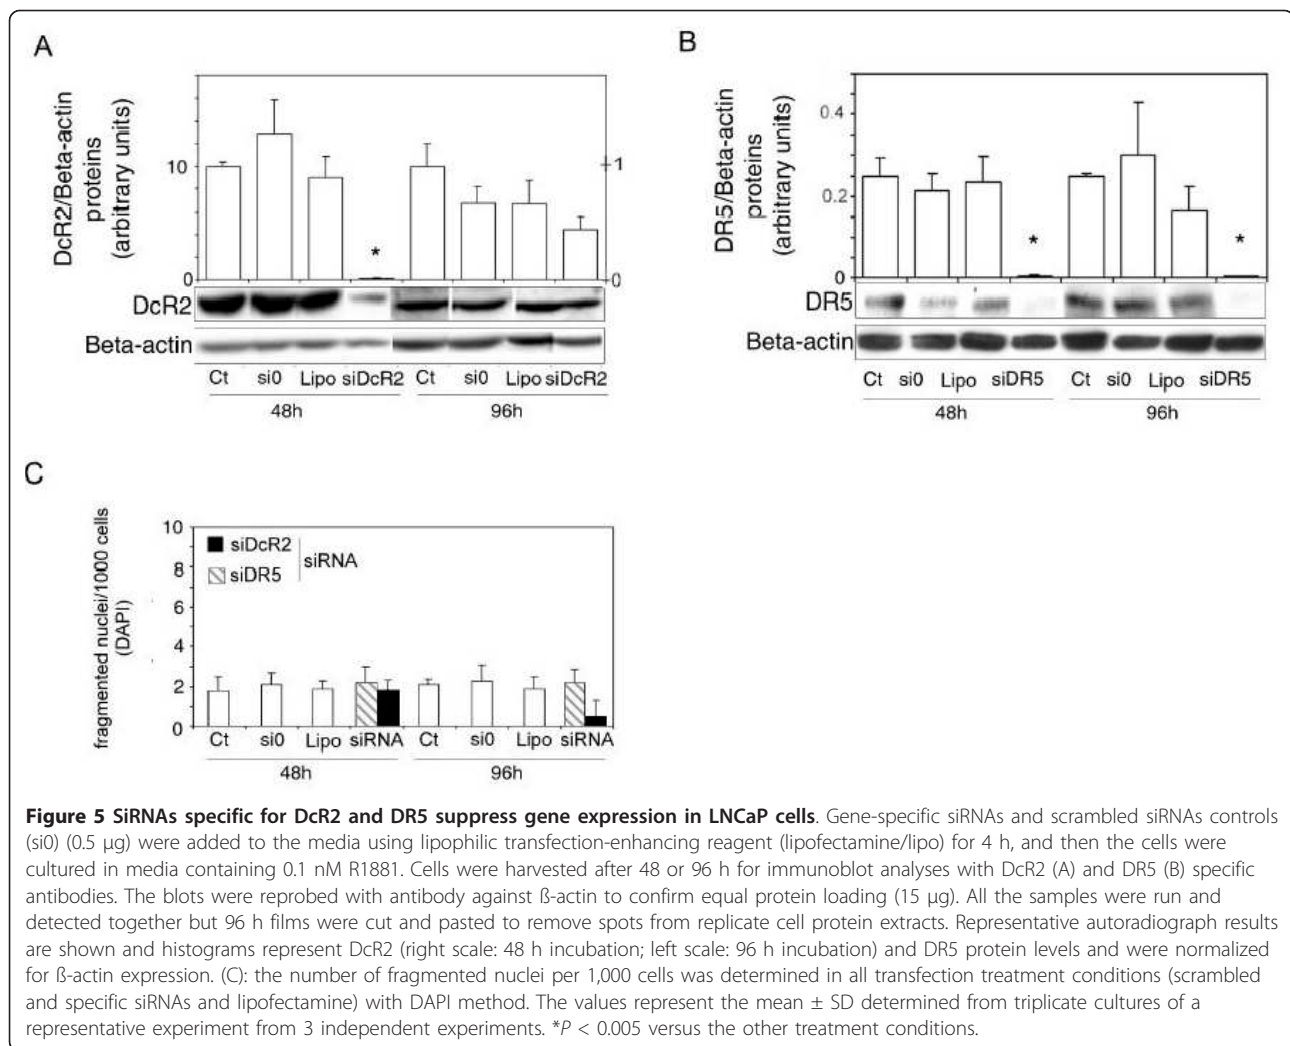 A
DcR2/Beta-actin
proteins
(arbitrary units)
10
0
1
0
*
DcR2
Beta-actin
Ct si0 Lipo siDcR2 Ct si0 Lipo siDcR2
48h 96h
B
DR5/Beta-actin
proteins
(arbitrary units)
0.4
0.2
0
* *
DR5
Beta-actin
Ct si0 Lipo siDR5 Ct si0 Lipo siDR5
48h 96h
C
fragmented nuclei/1000 cells
(DAPI)
10
8
6
4
2
0
siDcR2
siDR5
siRNA
Ct si0 Lipo siRNA Ct si0 Lipo siRNA
48h 96h
Figure 5 SiRNAs specific for DcR2 and DR5 suppress gene expression in LNCaP cells. Gene-specific siRNAs and scrambled siRNAs controls
(si0) (0.5 μg) were added to the media using lipophilic transfection-enhancing reagent (lipofectamine/lipo) for 4 h, and then the cells were
cultured in media containing 0.1 nM R1881. Cells were harvested after 48 or 96 h for immunoblot analyses with DcR2 (A) and DR5 (B) specific
antibodies. The blots were reprobed with antibody against ß-actin to confirm equal protein loading (15 μg). All the samples were run and
detected together but 96 h films were cut and pasted to remove spots from replicate cell protein extracts. Representative autoradiograph results
are shown and histograms represent DcR2 (right scale: 48 h incubation; left scale: 96 h incubation) and DR5 protein levels and were normalized
for ß-actin expression. (C): the number of fragmented nuclei per 1,000 cells was determined in all transfection treatment conditions (scrambled
and specific siRNAs and lipofectamine) with DAPI method. The values represent the mean ± SD determined from triplicate cultures of a
representative experiment from 3 independent experiments. *P < 0.005 versus the other treatment conditions.